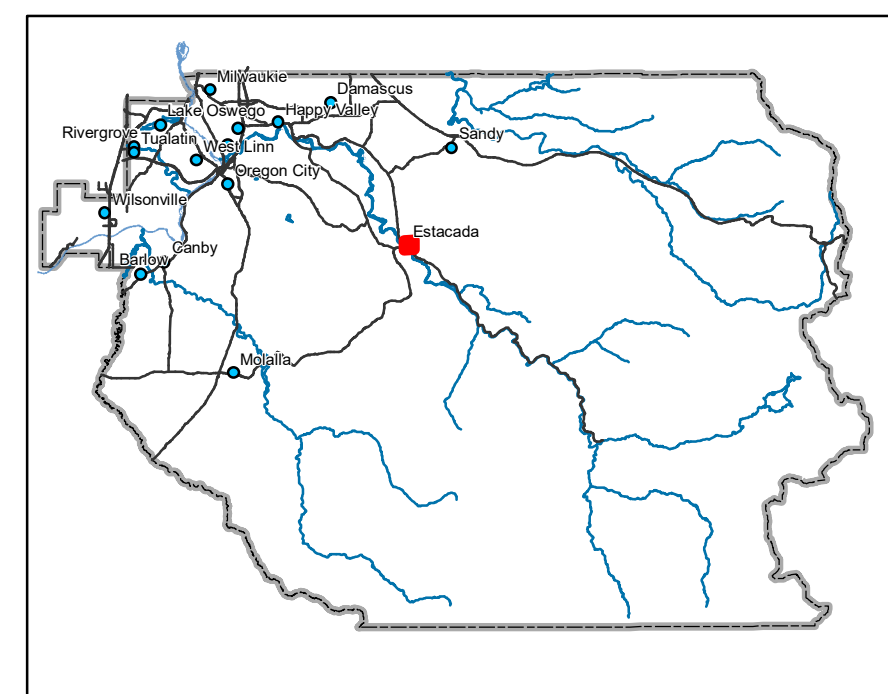 Milwaukie
Damascus
Lake Oswego
Happy Valley
Rivergrove
Tualatin
West Linn
Sandy
Oregon City
Wilsonville
Estacada
Canby
Barlow
Molalla